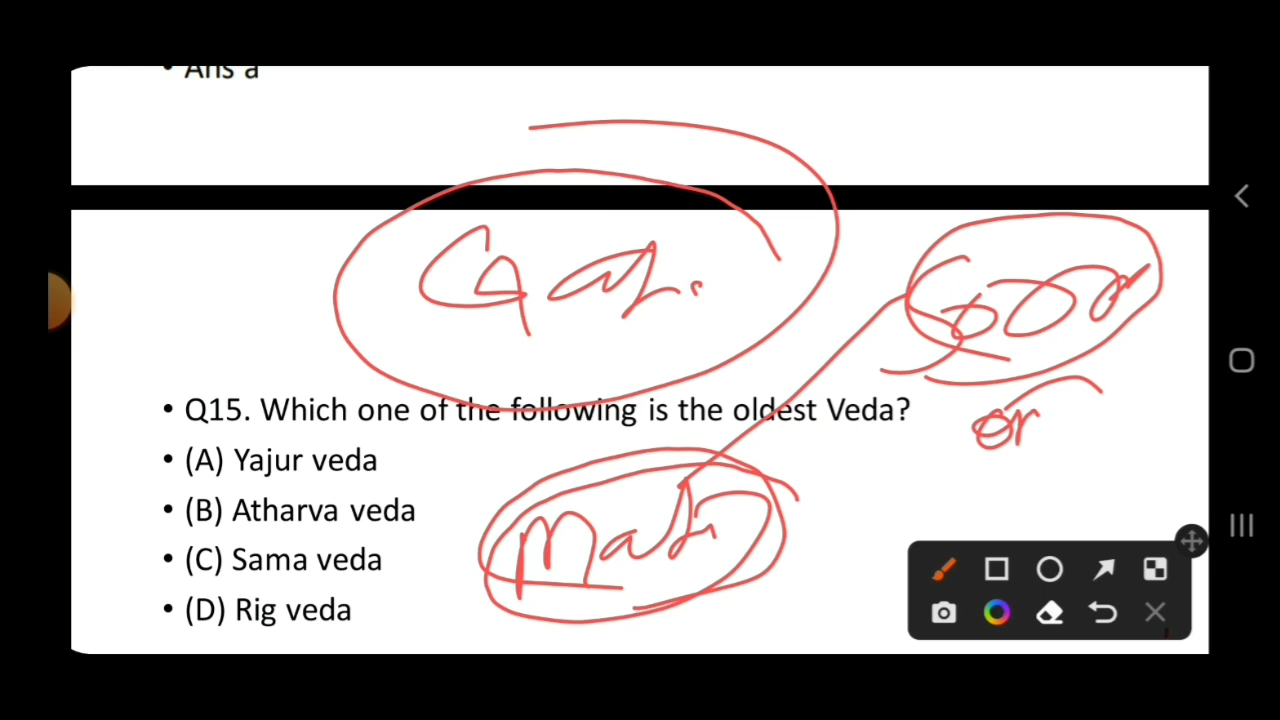 • Ans a
• Q15. Which one of the following is the oldest Veda?
• (A) Yajur veda
• (B) Atharva veda
• (C) Sama veda
• (D) Rig veda
or